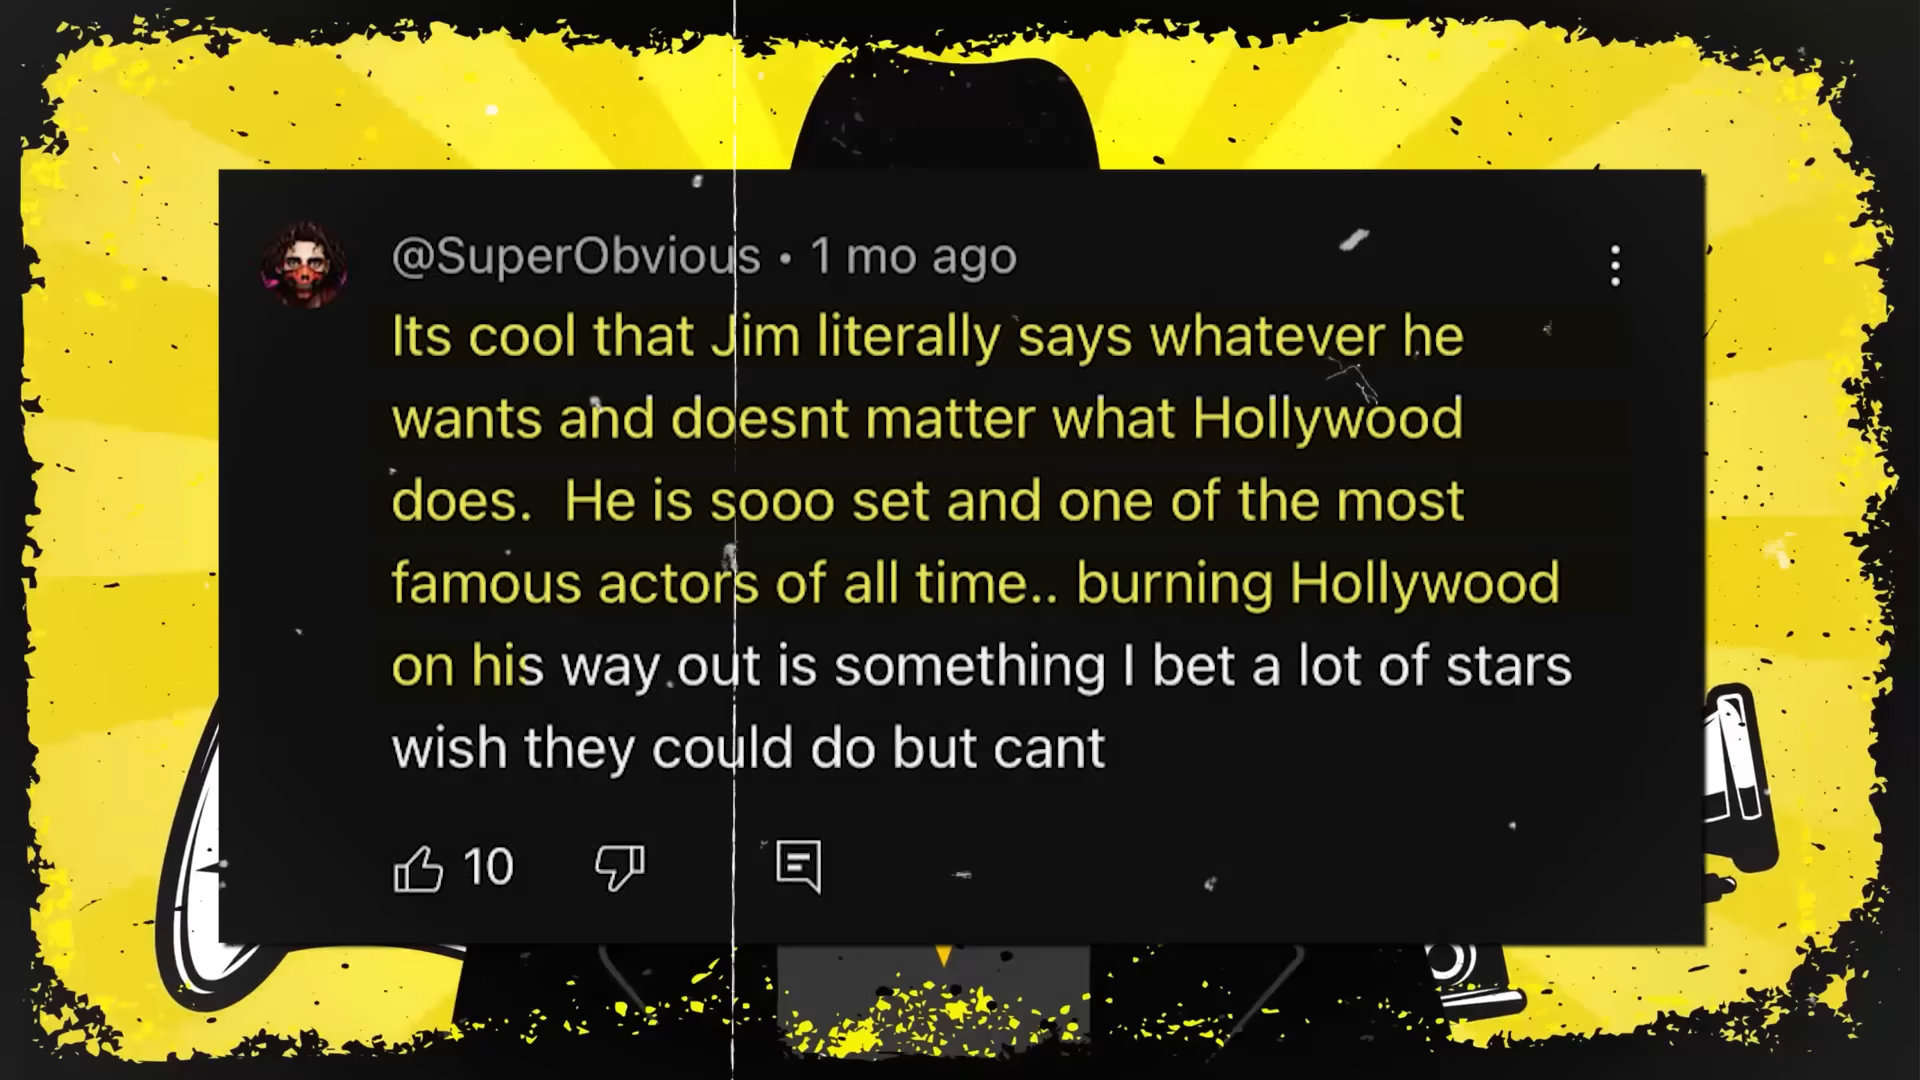 @SuperObvious • 1 mo ago
Its cool that Jim literally says whatever he
wants and doesnt matter what Hollywood
does.  He is sooo set and one of the most
famous actors of all time.. burning Hollywood
on his way out is something I bet a lot of stars
wish they could do but cant
10